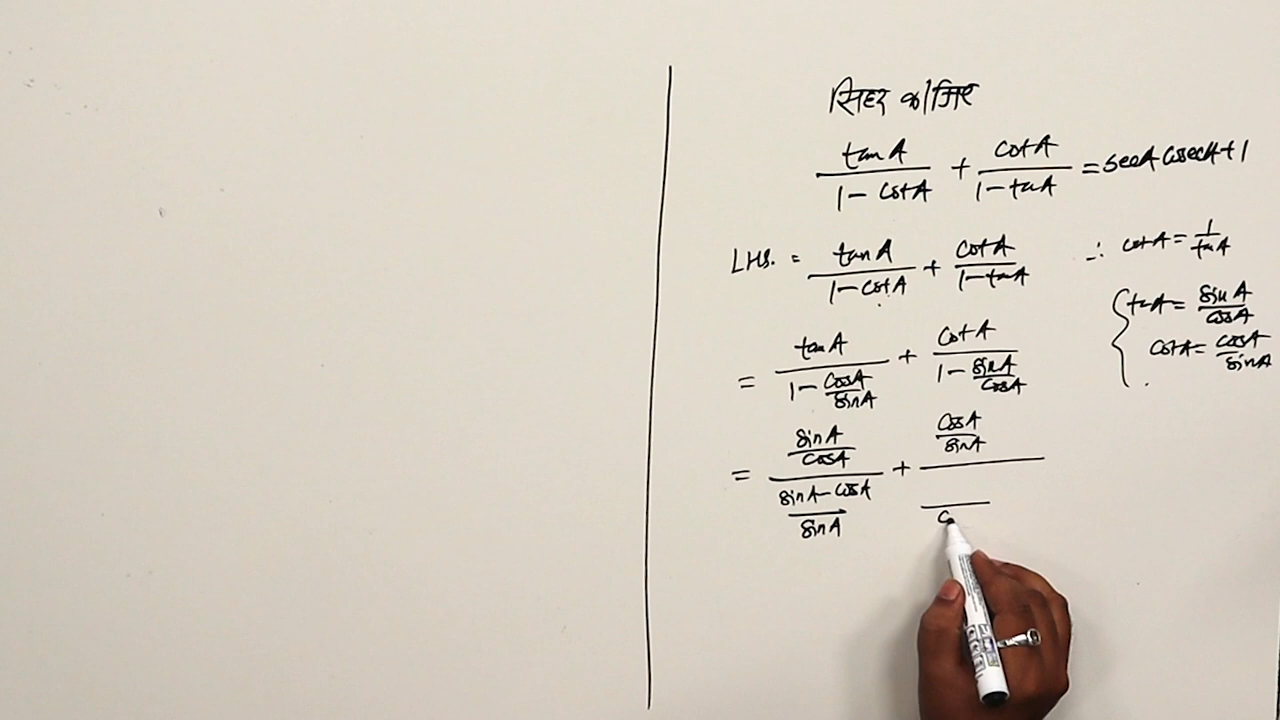 सिद्ध कीजिए
tanA/(1 - cotA) + cotA/(1 - tanA) = secA cosecA + 1
LHS. = tanA/(1 - cotA) + cotA/(1 - tanA) ∴ cotA = 1/tanA
{ tanA = sinA/cosA
cotA = cosA/sinA
= tanA/(1 - cosA/sinA) + cotA/(1 - sinA/cosA)
= (sinA/cosA)/((sinA - cosA)/sinA) + (cosA/sinA)/(/c